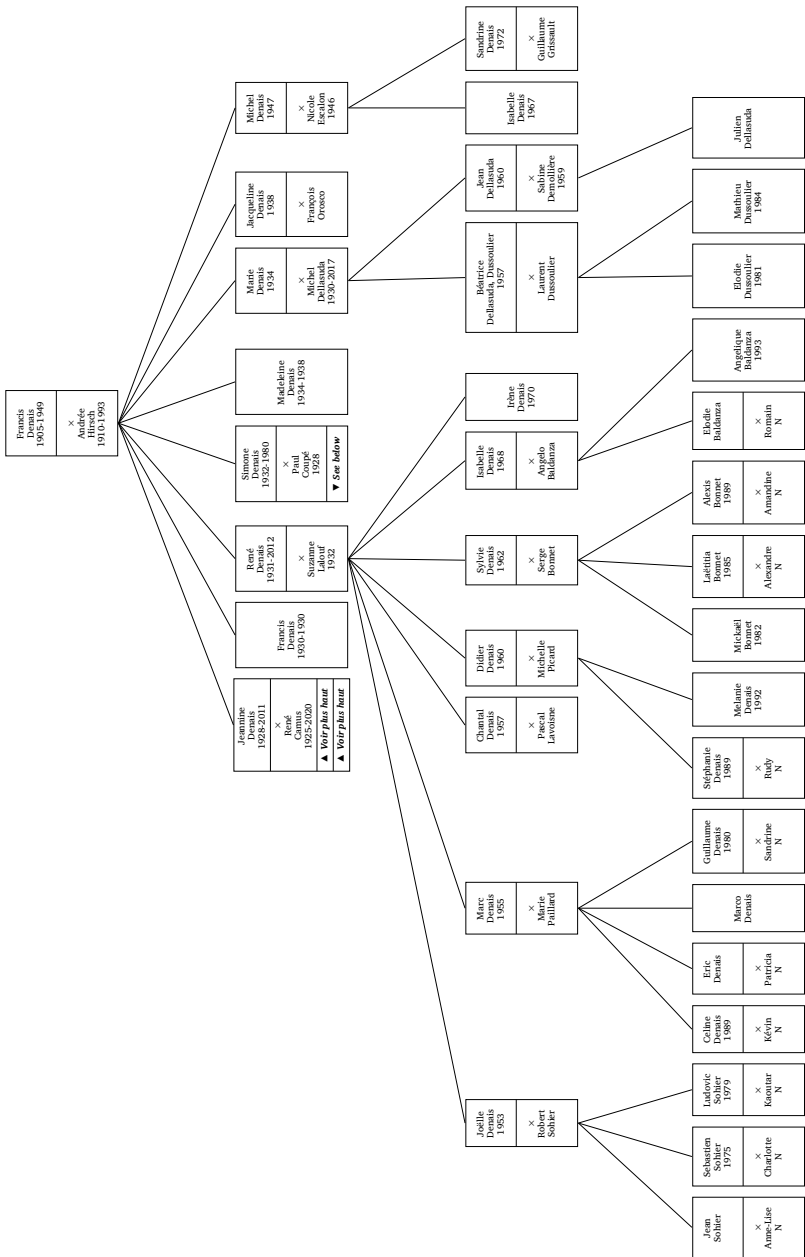 Francis
Denais
1905-1949
×
Andrée
Hirsch
1910-1993
Jeannine
Denais
1928-2011
×
René
Camus
1925-2020
▲ Voir plus haut
▲ Voir plus haut
Francis
Denais
1930-1930
René
Denais
1931-2012
×
Suzanne
Lalouf
1932
Simone
Denais
1932-1980
×
Paul
Coupé
1928
▼ See below
Madeleine
Denais
1934-1938
Marie
Denais
1934
×
Michel
Dellasuda
1930-2017
Jacqueline
Denais
1938
×
François
Orosco
Michel
Denais
1947
×
Nicole
Escalon
1946
Joëlle
Denais
1953
×
Robert
Sohier
Marc
Denais
1955
×
Marie
Paillard
Chantal
Denais
1957
×
Pascal
Lavoisne
Didier
Denais
1960
×
Michelle
Picard
Sylvie
Denais
1962
×
Serge
Bonnet
Isabelle
Denais
1968
×
Angelo
Baldanza
Irène
Denais
1970
Béatrice
Dellasuda, Dussoulier
1957
×
Laurent
Dussoulier
Jean
Dellasuda
1960
×
Sabine
Demollière
1959
Isabelle
Denais
1967
Sandrine
Denais
1972
×
Guillaume
Grissault
Jean
Sohier
×
Anne-Lise
N
Sebastien
Sohier
1975
×
Charlotte
N
Ludovic
Sohier
1979
×
Kaoutar
N
Celine
Denais
1989
×
Kévin
N
Eric
Denais
×
Patricia
N
Marco
Denais
Guillaume
Denais
1980
×
Sandrine
N
Stéphanie
Denais
1989
×
Rudy
N
Melanie
Denais
1992
Mickaël
Bonnet
1982
Laëtitia
Bonnet
1985
×
Alexandre
N
Alexis
Bonnet
1989
×
Amandine
N
Elodie
Baldanza
×
Romain
N
Angelique
Baldanza
1993
Elodie
Dussoulier
1981
Mathieu
Dussoulier
1984
Julien
Dellasuda